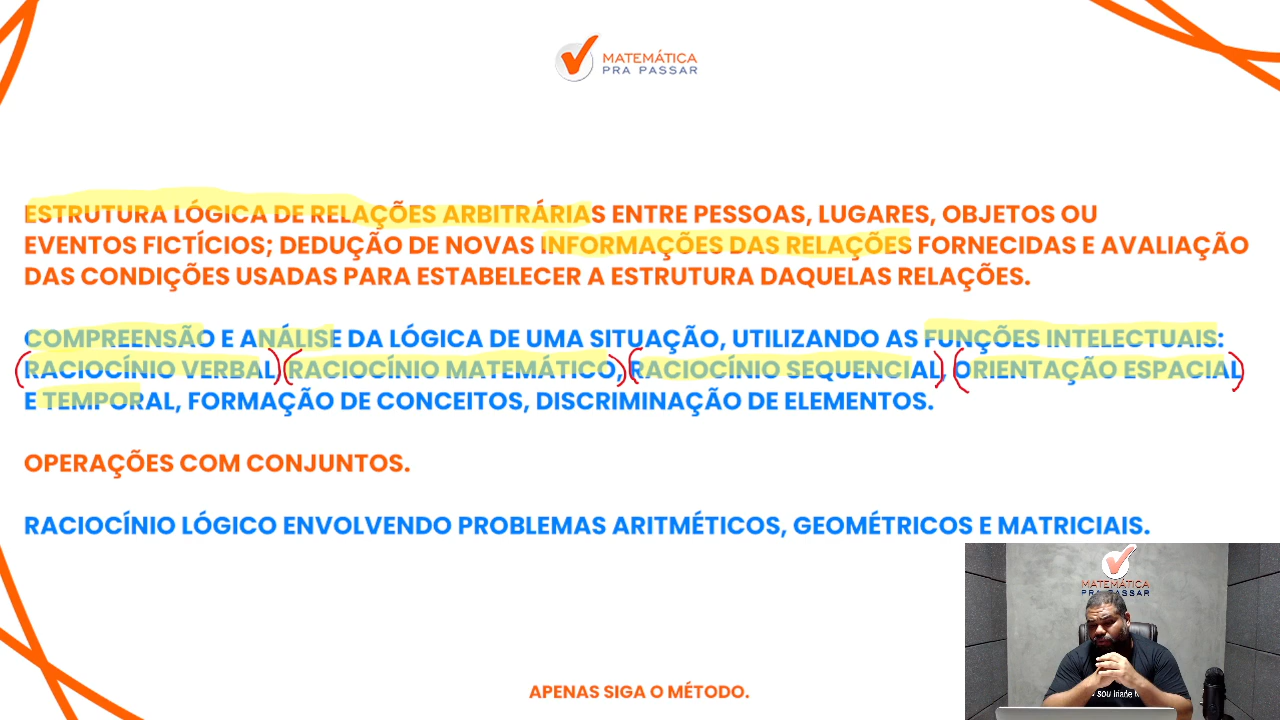 MATEMÁTICA
PRA PASSAR
ESTRUTURA LÓGICA DE RELAÇÕES ARBITRÁRIAS ENTRE PESSOAS, LUGARES, OBJETOS OU
EVENTOS FICTÍCIOS; DEDUÇÃO DE NOVAS INFORMAÇÕES DAS RELAÇÕES FORNECIDAS E AVALIAÇÃO
DAS CONDIÇÕES USADAS PARA ESTABELECER A ESTRUTURA DAQUELAS RELAÇÕES.
COMPREENSÃO E ANÁLISE DA LÓGICA DE UMA SITUAÇÃO, UTILIZANDO AS FUNÇÕES INTELECTUAIS:
RACIOCÍNIO VERBAL, RACIOCÍNIO MATEMÁTICO, RACIOCÍNIO SEQUENCIAL, ORIENTAÇÃO ESPACIAL
E TEMPORAL, FORMAÇÃO DE CONCEITOS, DISCRIMINAÇÃO DE ELEMENTOS.
OPERAÇÕES COM CONJUNTOS.
RACIOCÍNIO LÓGICO ENVOLVENDO PROBLEMAS ARITMÉTICOS, GEOMÉTRICOS E MATRICIAIS.
MATEMÁTICA
PRA PASSAR
SOU
APENAS SIGA O MÉTODO.